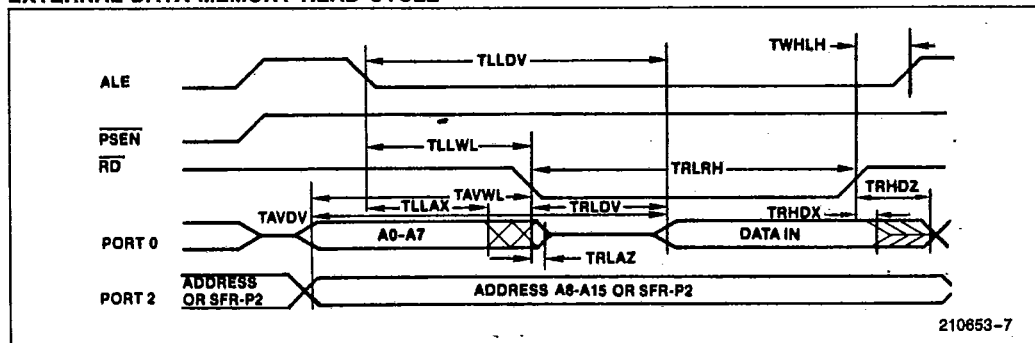 EXTERNAL DATA MEMORY READ CYCLE
TWHLH
TLLDV
ALE
PSEN
TLLWL
TRLRH
RD
TRHDZ
TAVWL
TLLAX
TRLDV
TRHDX
TAVDV
PORT 0
A0-A7
DATA IN
TRLAZ
PORT 2
ADDRESS
OR SFR-P2
ADDRESS A8-A15 OR SFR-P2
210653-7